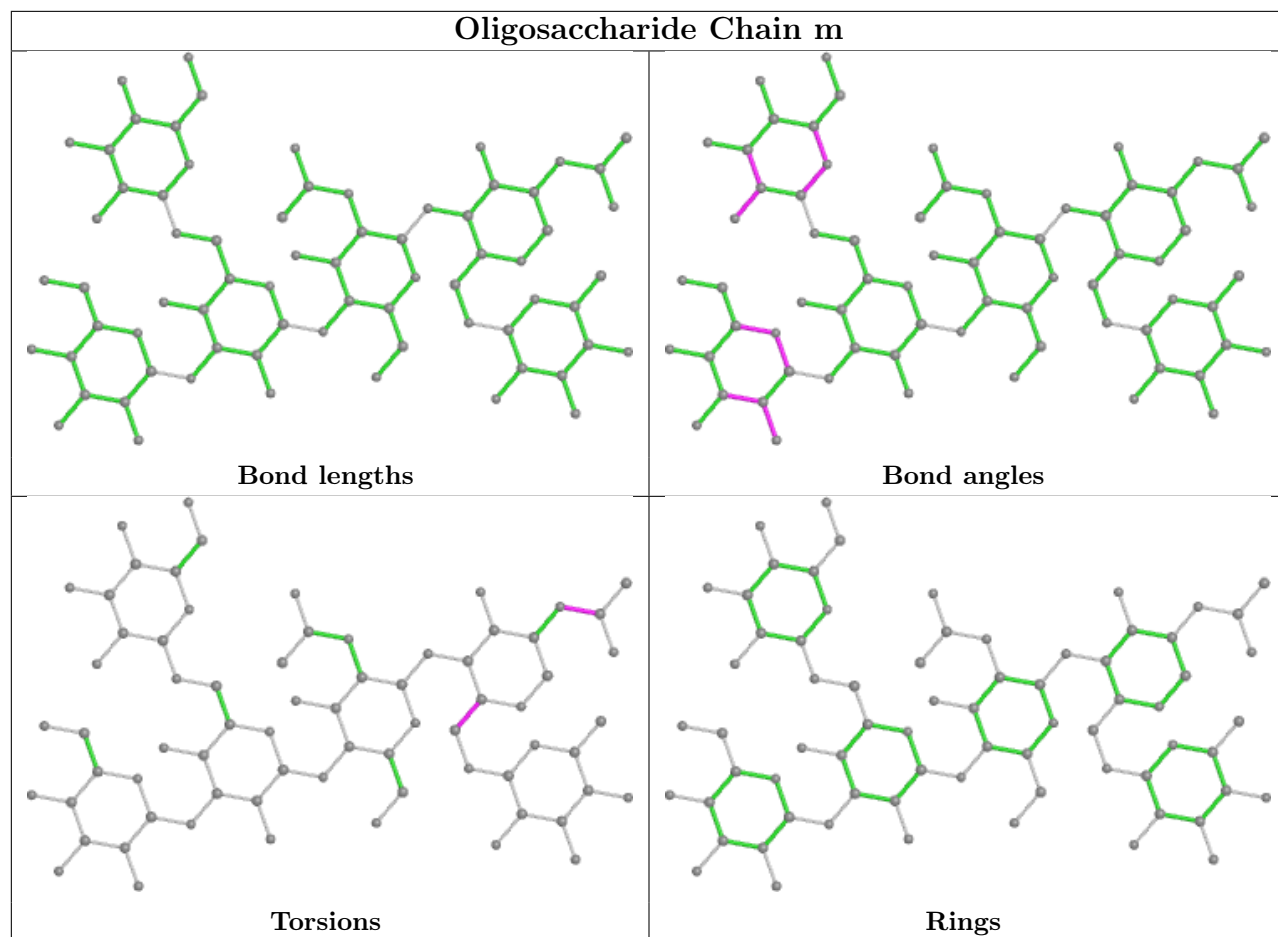 Oligosaccharide Chain m
Bond lengths
Bond angles
Torsions
Rings